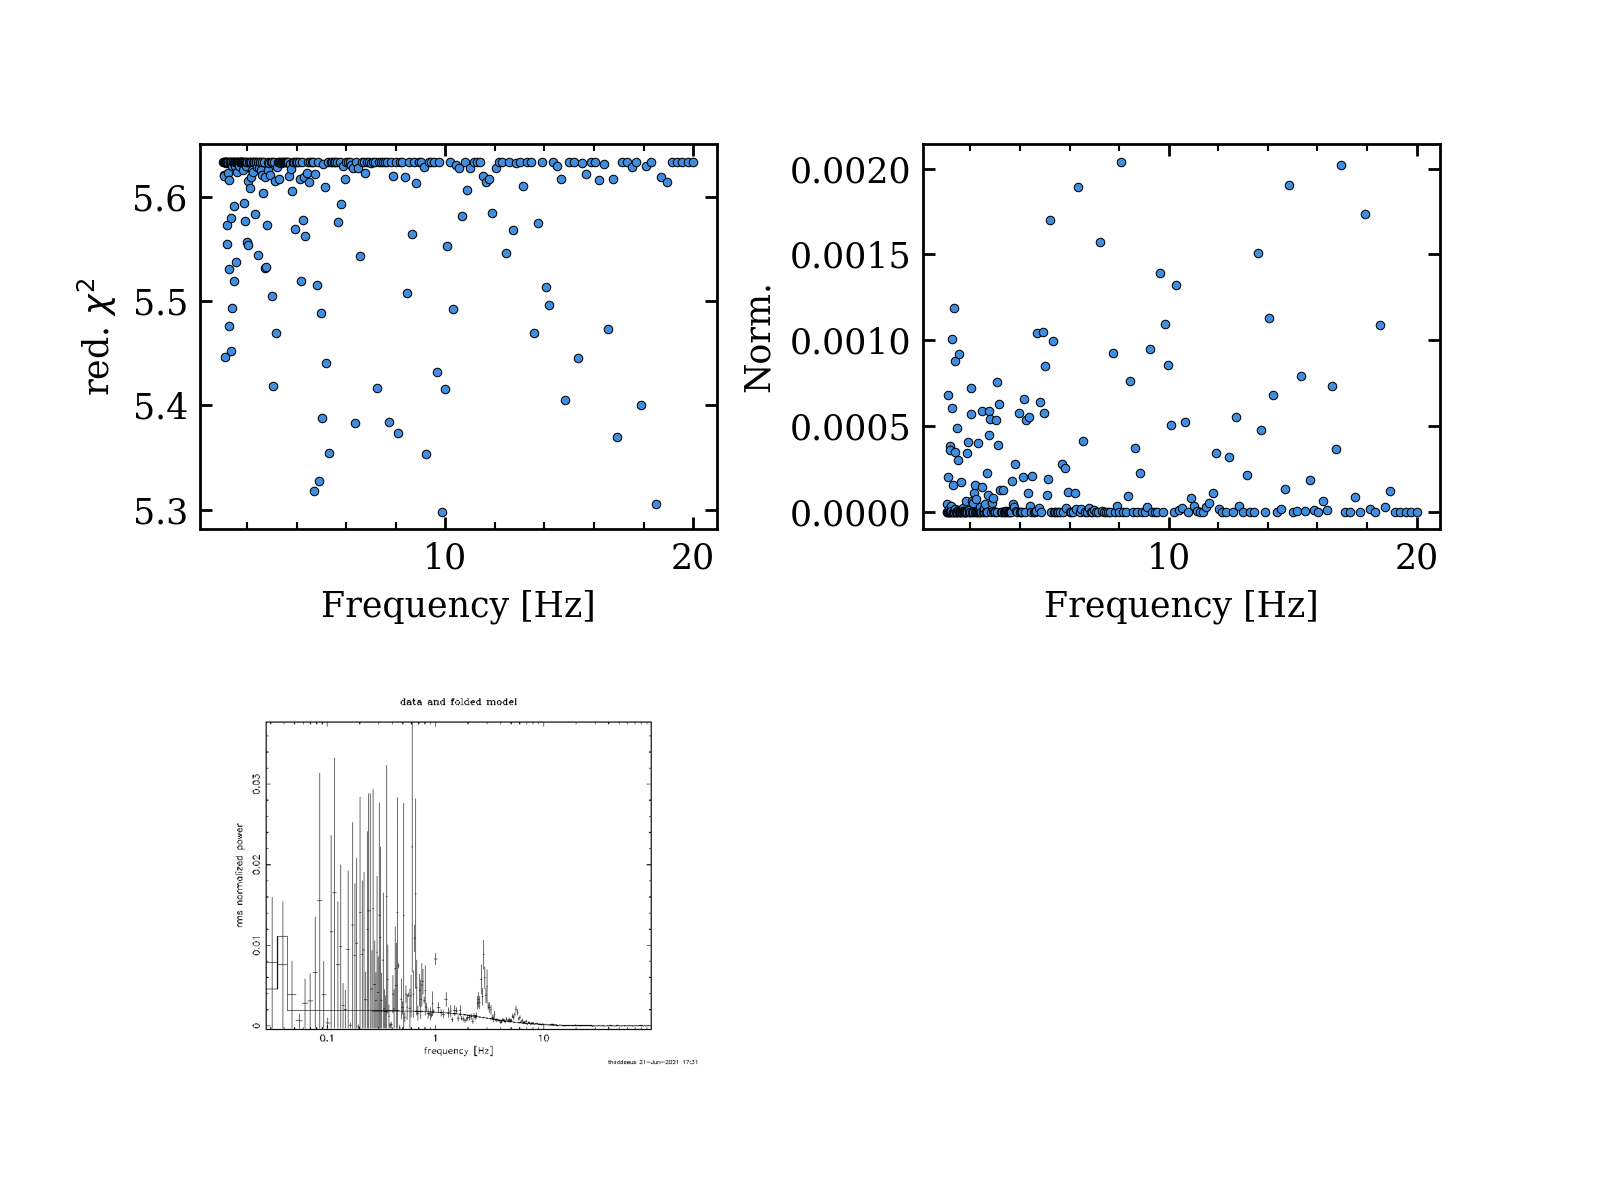 5.6
5.5
5.4
5.3
red. χ²
10
20
Frequency [Hz]
0.0020
0.0015
0.0010
0.0005
0.0000
Norm.
10
20
Frequency [Hz]
data and folded model
0.03
0.02
0.01
0
rms normalized power
0.1
1
10
frequency [Hz]
thaddaeus 21-Jun-2021 17:31